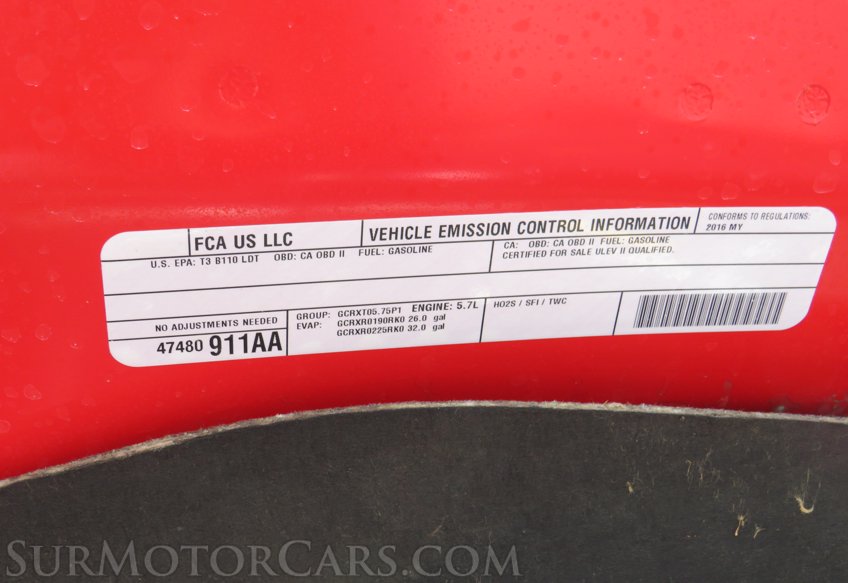 FCA US LLC
VEHICLE EMISSION CONTROL INFORMATION
CONFORMS TO REGULATIONS:
2016 MY
U.S. EPA: T3 B110 LDT OBD: CA OBD II FUEL: GASOLINE
CA: OBD: CA OBD II FUEL: GASOLINE
CERTIFIED FOR SALE ULEV II QUALIFIED.
NO ADJUSTMENTS NEEDED
47480 911AA
GROUP: GCRXT05.75P1 ENGINE: 5.7L
EVAP: GCRXR0190RK0 26.0 gal
GCRXR0225RK0 32.0 gal
HO2S / SFI / TWC
SURMOTORCARS.COM